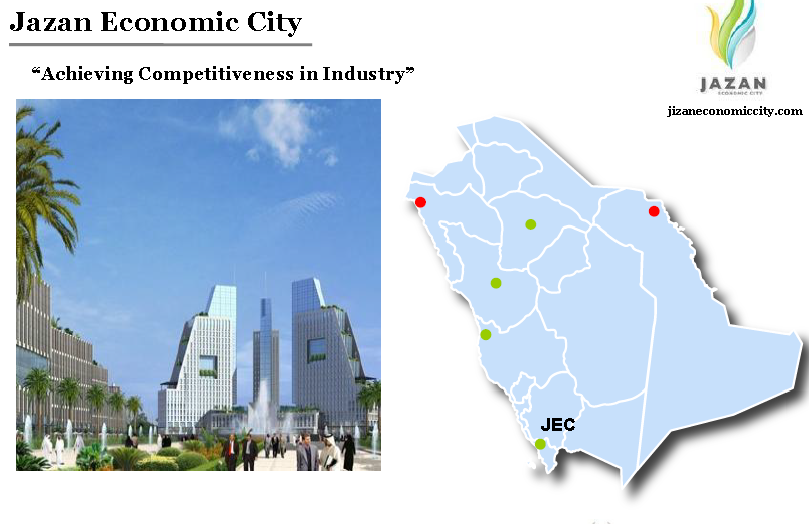 Jazan Economic City
“Achieving Competitiveness in Industry”
JAZAN
ECONOMIC CITY
jizaneconomiccity.com
JEC